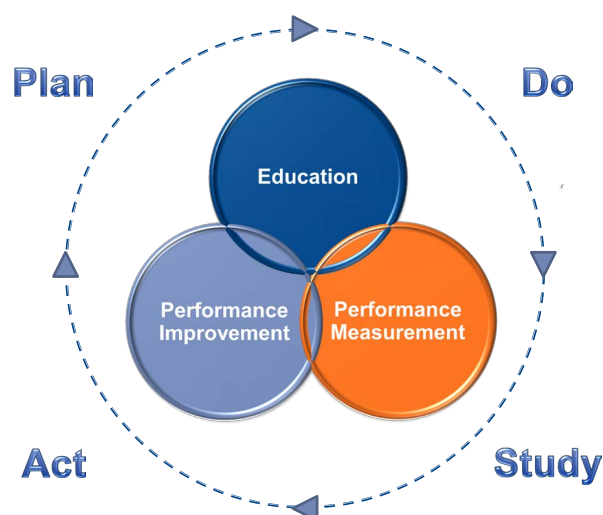 Plan
Do
Education
Performance
Improvement
Performance
Measurement
Act
Study